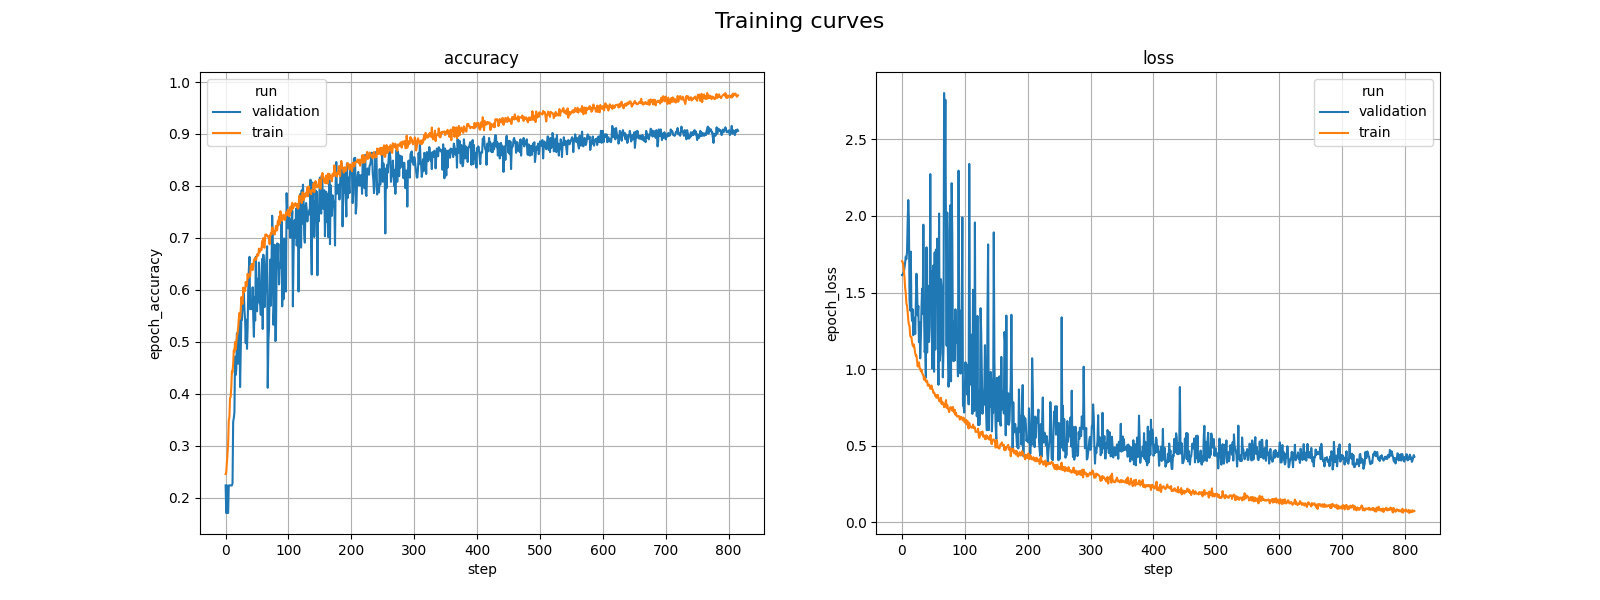 Training curves
accuracy
epoch_accuracy
1.0
0.9
0.8
0.7
0.6
0.5
0.4
0.3
0.2
run
validation
train
0 100 200 300 400 500 600 700 800
step
loss
epoch_loss
2.5
2.0
1.5
1.0
0.5
0.0
run
validation
train
0 100 200 300 400 500 600 700 800
step